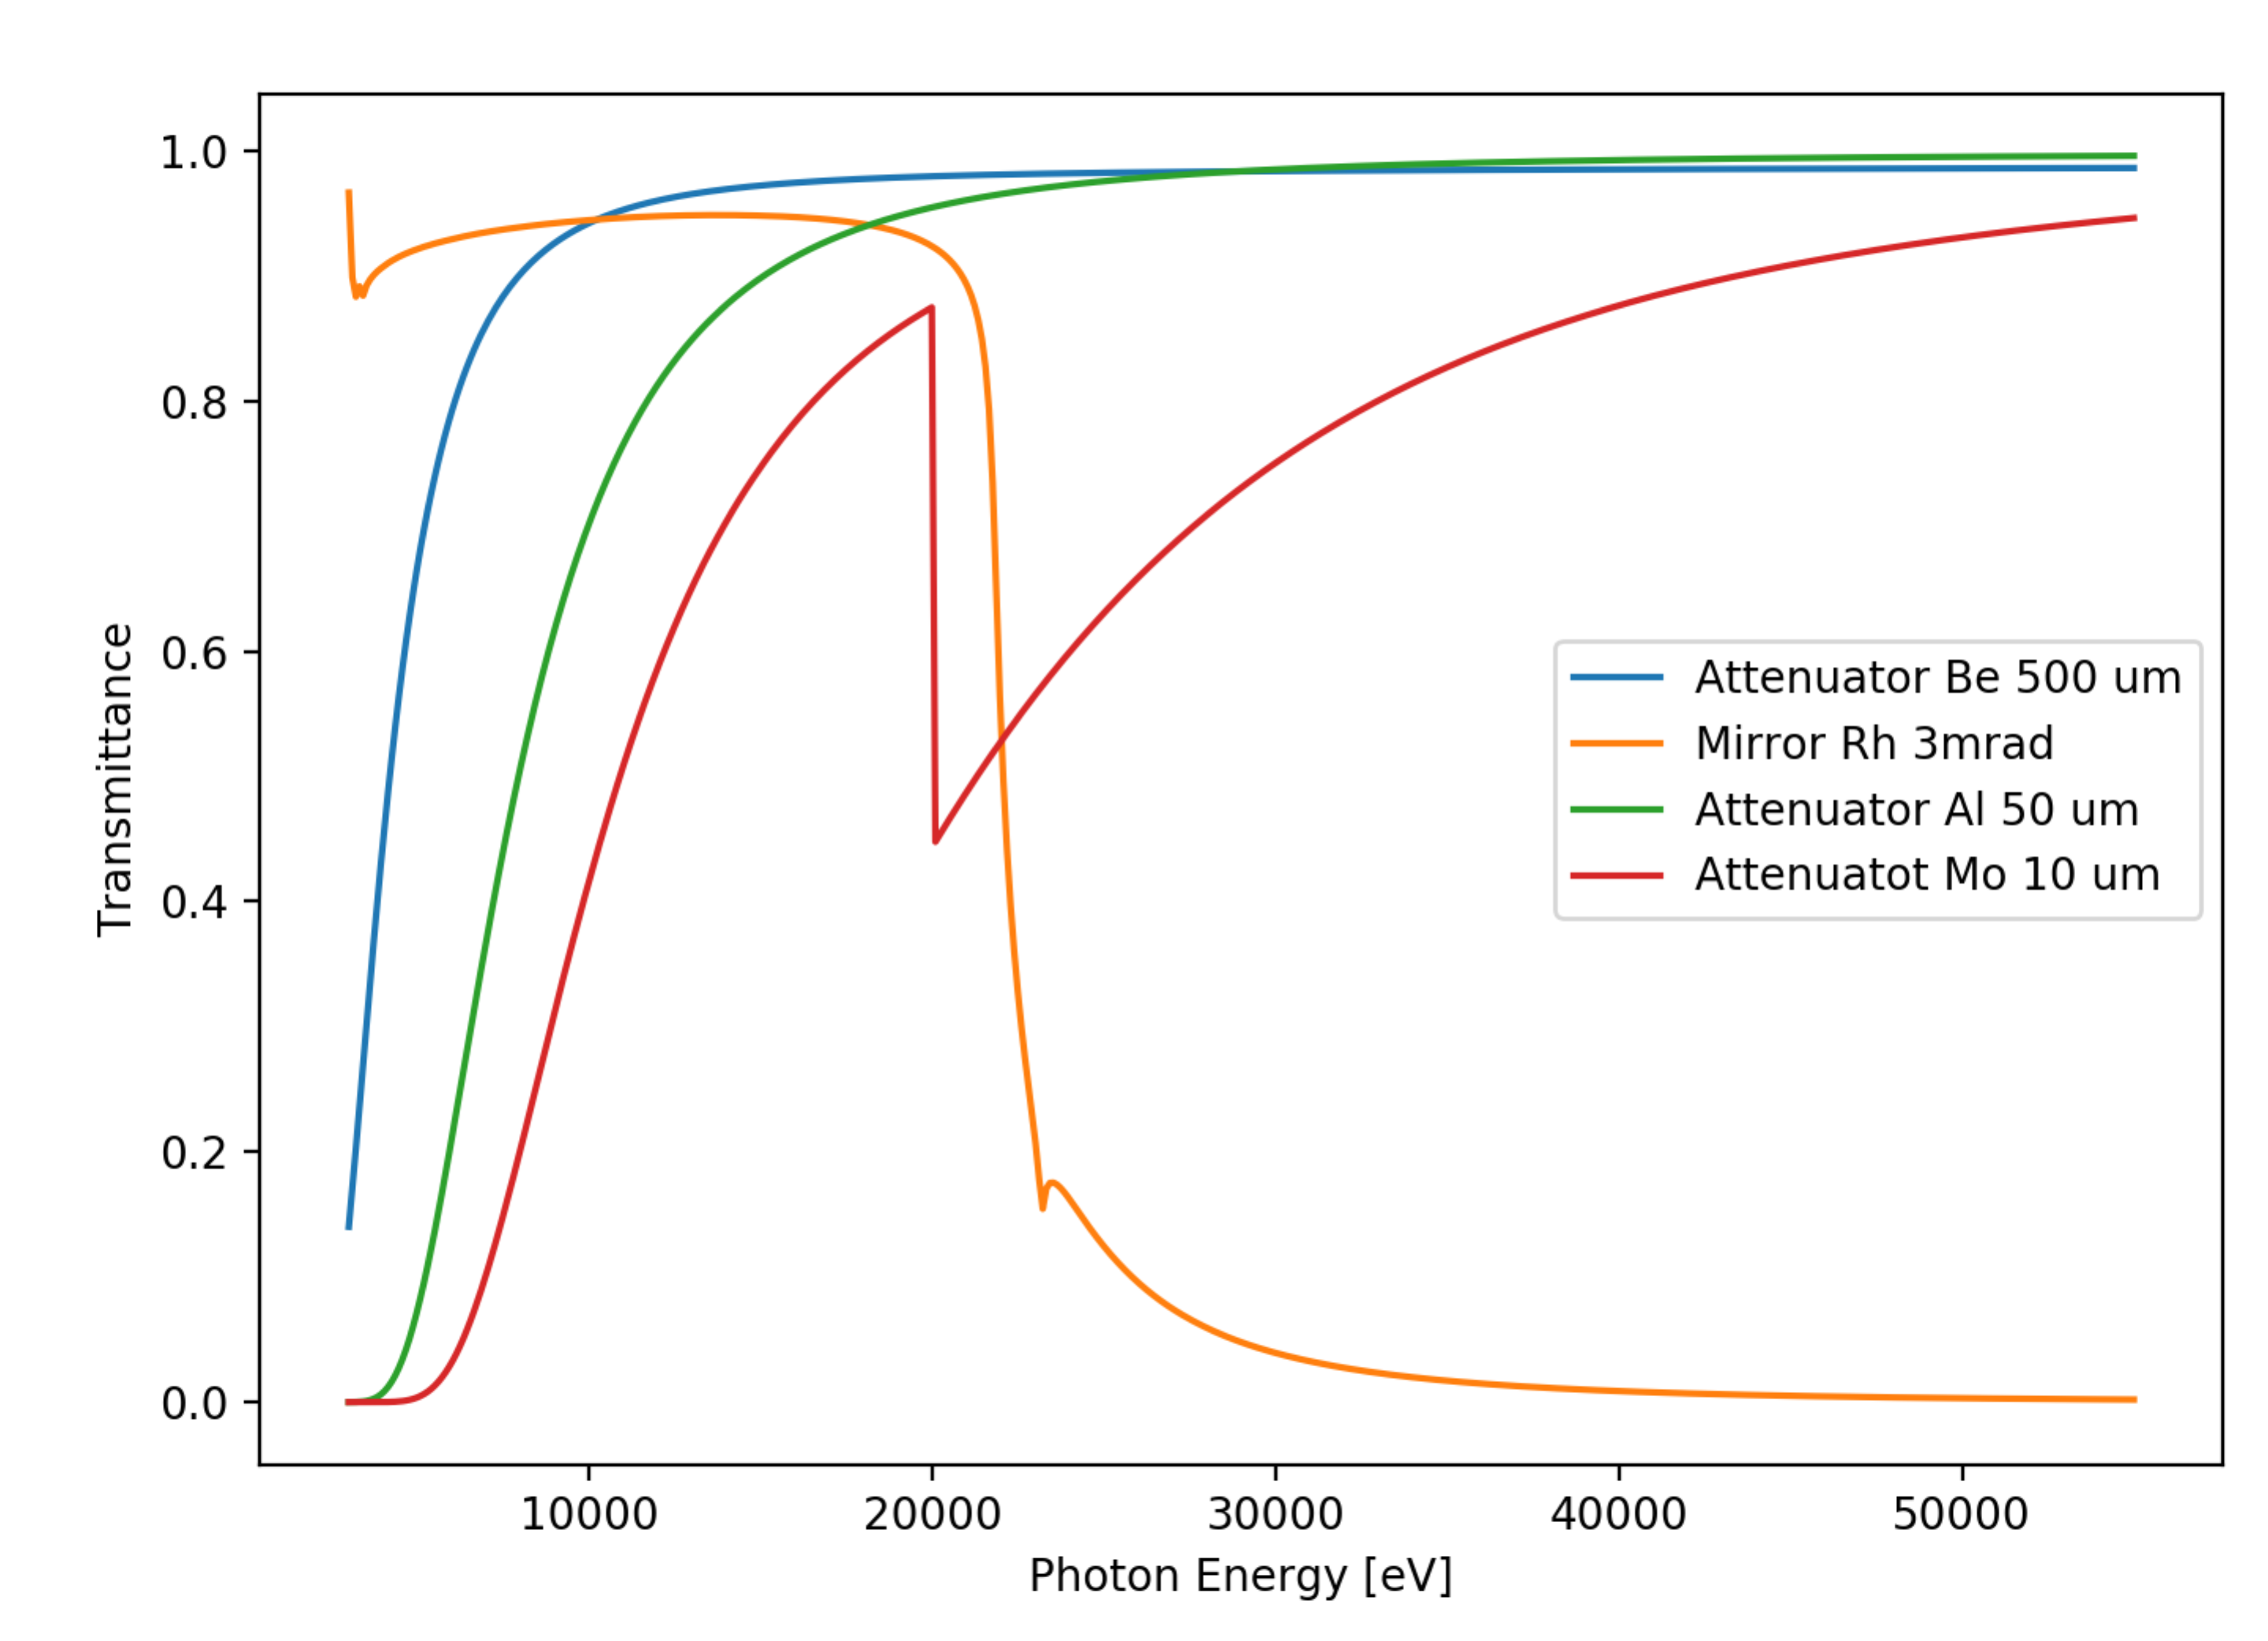 1.0
0.8
0.6
0.4
0.2
0.0
Transmittance
Attenuator Be 500 um
Mirror Rh 3mrad
Attenuator Al 50 um
Attenuatot Mo 10 um
10000 20000 30000 40000 50000
Photon Energy [eV]